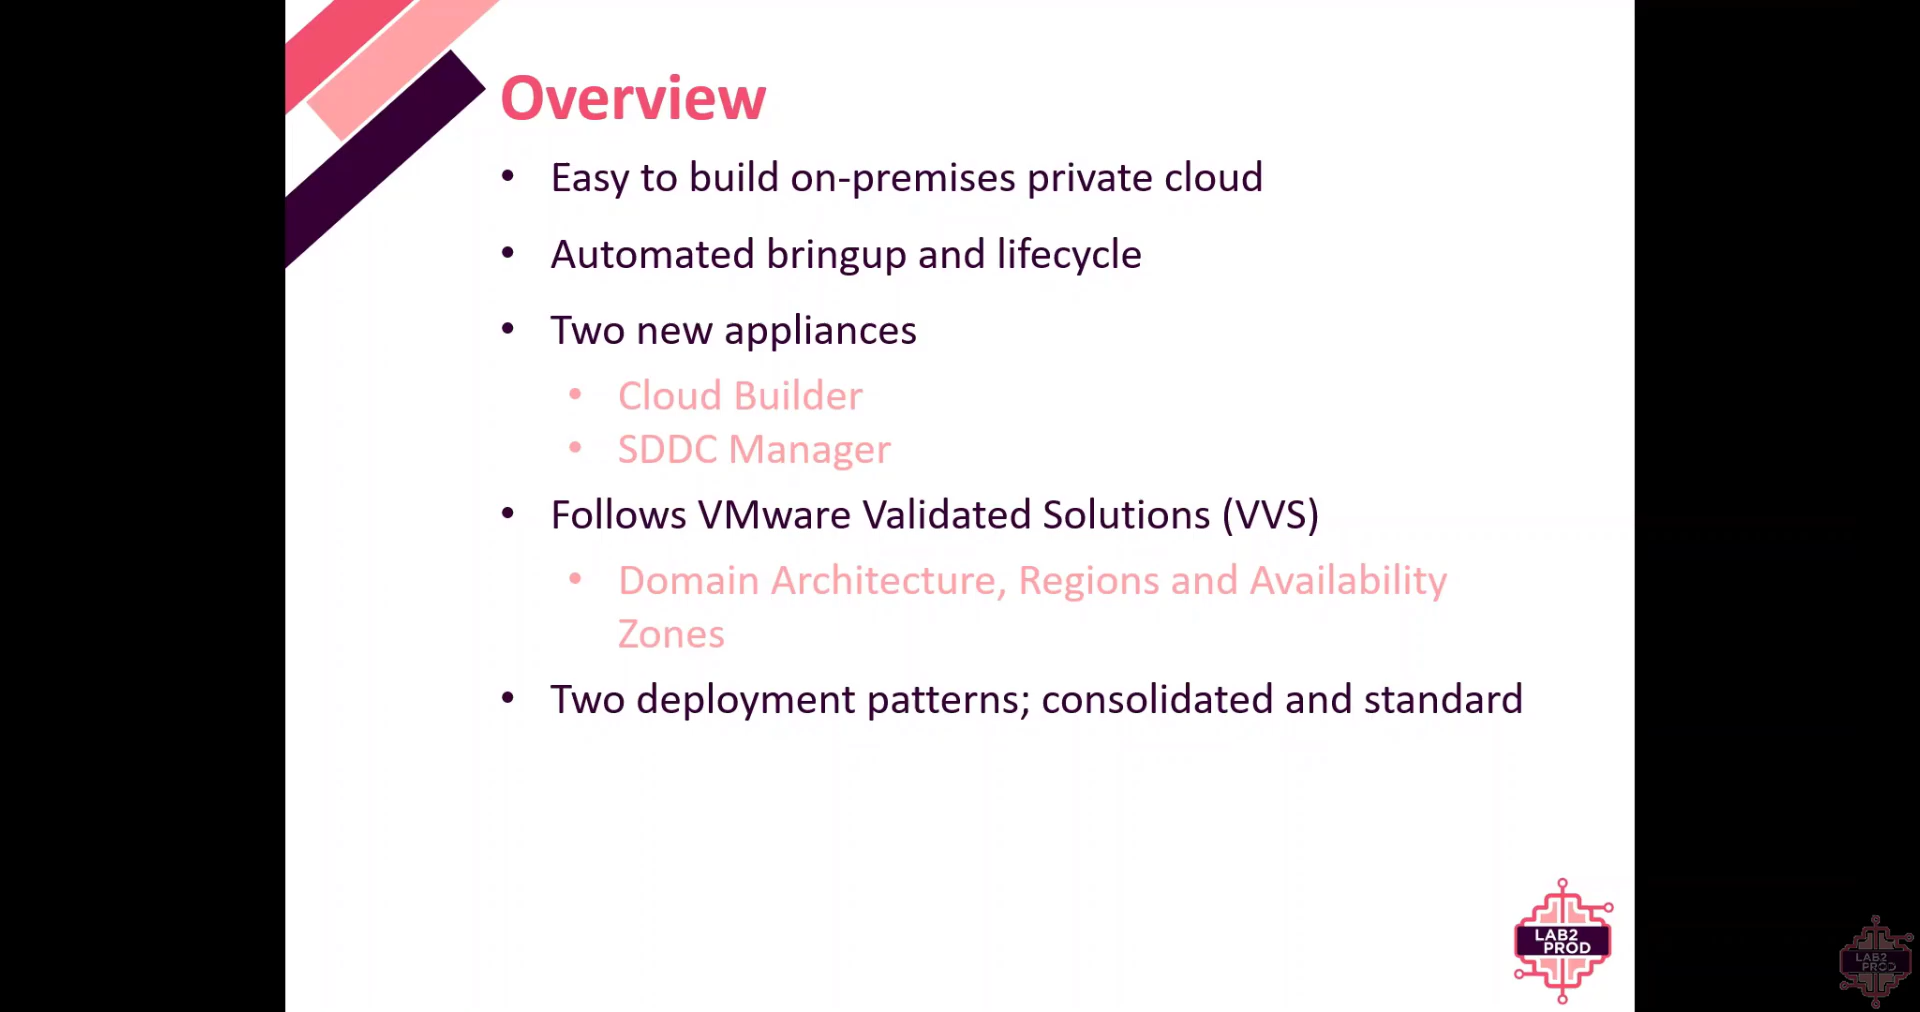 Overview
• Easy to build on-premises private cloud
• Automated bringup and lifecycle
• Two new appliances
• Cloud Builder
• SDDC Manager
• Follows VMware Validated Solutions (VVS)
• Domain Architecture, Regions and Availability
Zones
• Two deployment patterns; consolidated and standard
LAB2
PROD
LAB2
PROD